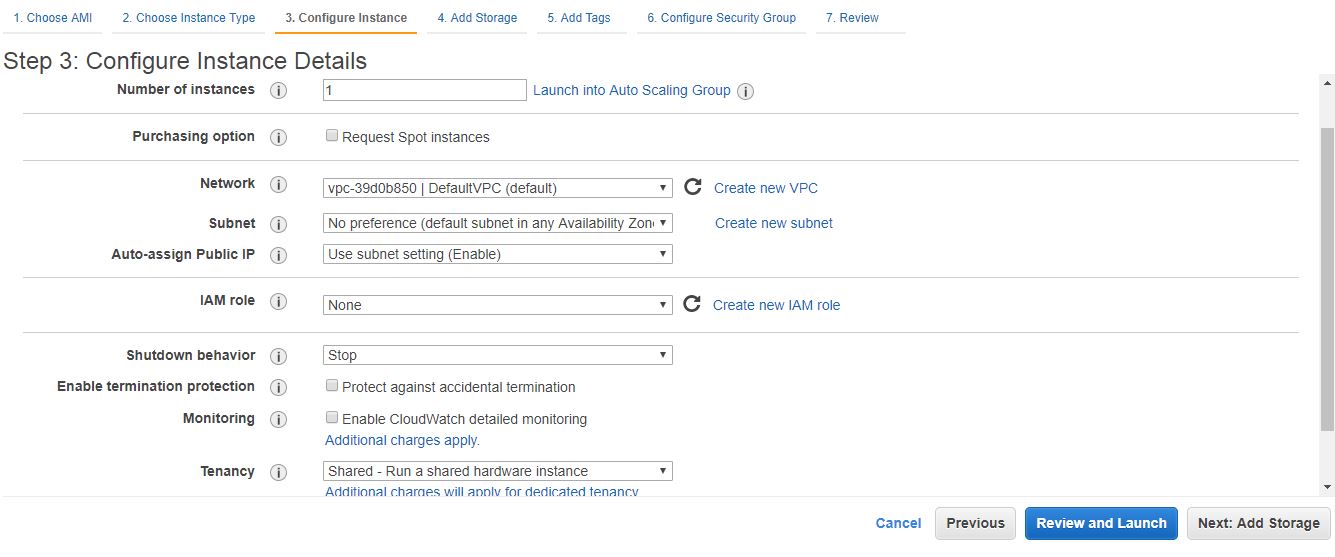 1. Choose AMI 2. Choose Instance Type 3. Configure Instance 4. Add Storage 5. Add Tags 6. Configure Security Group 7. Review
Step 3: Configure Instance Details
Number of instances i 1 Launch into Auto Scaling Group i
Purchasing option i Request Spot instances
Network i vpc-39d0b850 | DefaultVPC (default) Create new VPC
Subnet i No preference (default subnet in any Availability Zon Create new subnet
Auto-assign Public IP i Use subnet setting (Enable)
IAM role i None Create new IAM role
Shutdown behavior i Stop
Enable termination protection i Protect against accidental termination
Monitoring i Enable CloudWatch detailed monitoring
Additional charges apply.
Tenancy i Shared - Run a shared hardware instance
Additional charges will apply for dedicated tenancy
Cancel Previous Review and Launch Next: Add Storage